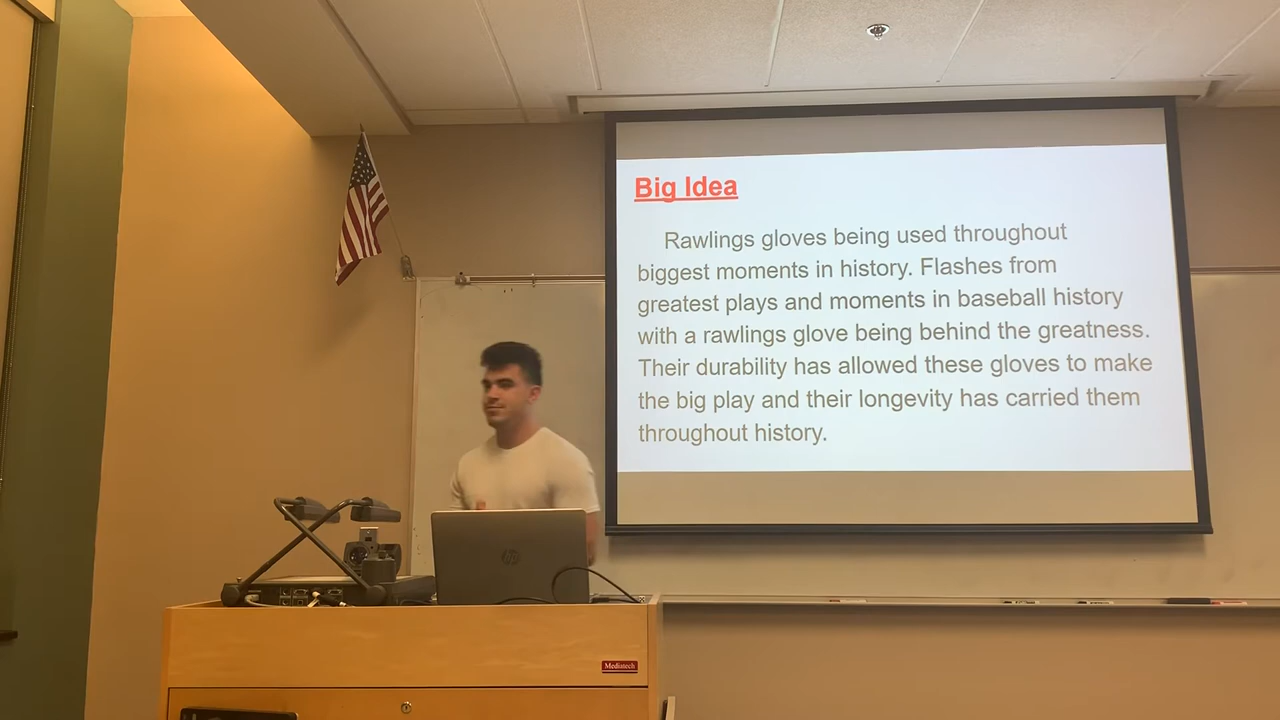 Big Idea
Rawlings gloves being used throughout
biggest moments in history. Flashes from
greatest plays and moments in baseball history
with a rawlings glove being behind the greatness.
Their durability has allowed these gloves to make
the big play and their longevity has carried them
throughout history.
hp
Mediatech